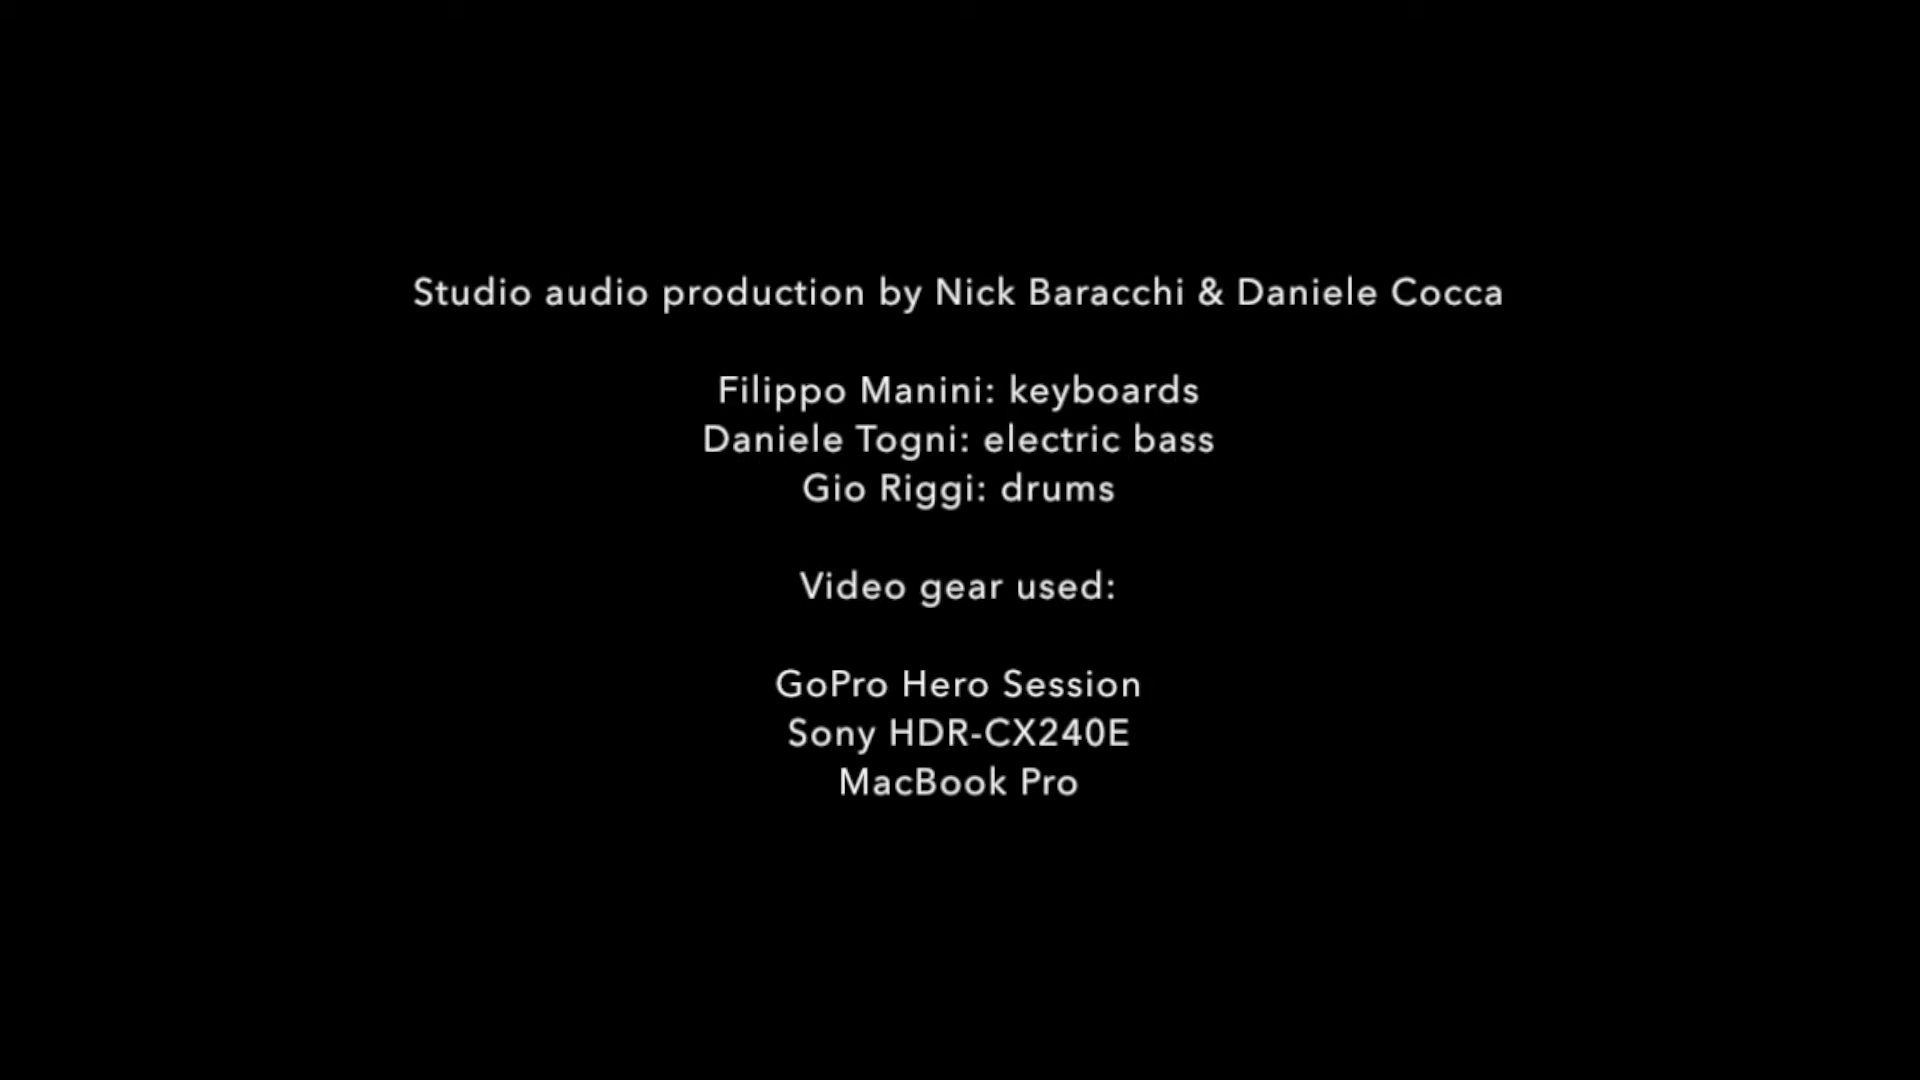 Studio audio production by Nick Baracchi & Daniele Cocca
Filippo Manini: keyboards
Daniele Togni: electric bass
Gio Riggi: drums
Video gear used:
GoPro Hero Session
Sony HDR-CX240E
MacBook Pro